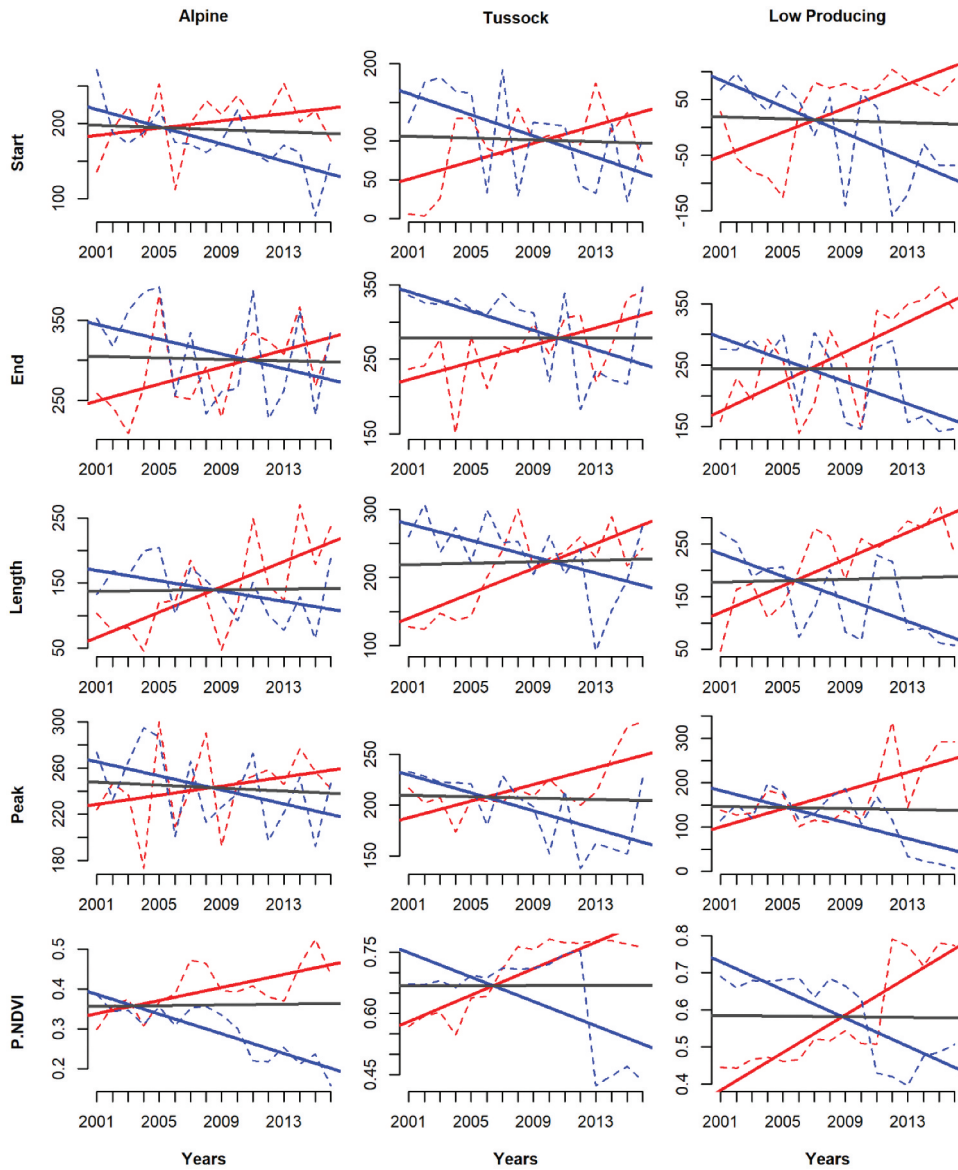 Alpine Tussock Low Producing
Start
100 200
2001 2005 2009 2013
0 50 100 150 200
2001 2005 2009 2013
-150 -50 50
2001 2005 2009 2013
End
250 350
2001 2005 2009 2013
150 250 350
2001 2005 2009 2013
150 250 350
2001 2005 2009 2013
Length
50 150 250
2001 2005 2009 2013
100 200 300
2001 2005 2009 2013
50 150 250
2001 2005 2009 2013
Peak
180 220 260 300
2001 2005 2009 2013
150 200 250
2001 2005 2009 2013
0 100 200 300
2001 2005 2009 2013
P.NDVI
0.2 0.3 0.4 0.5
2001 2005 2009 2013
0.45 0.60 0.75
2001 2005 2009 2013
0.4 0.5 0.6 0.7 0.8
2001 2005 2009 2013
Years Years Years